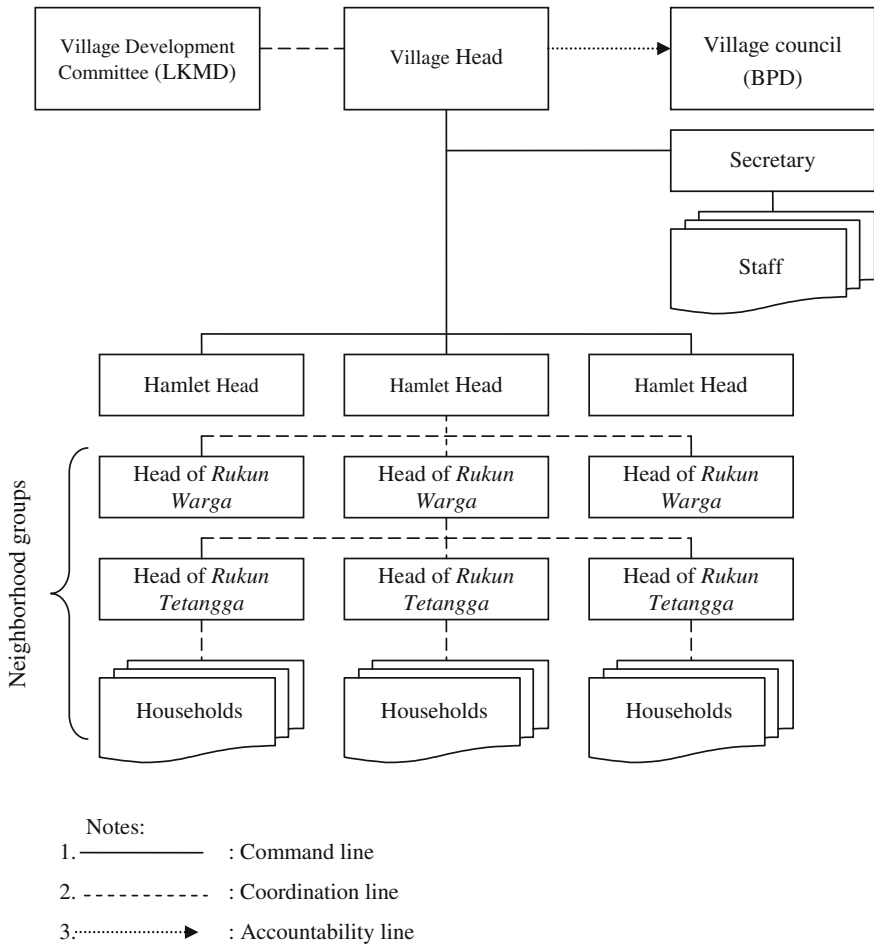 Village Development
Committee (LKMD)
Village Head
Village council
(BPD)
Secretary
Staff
Hamlet Head
Hamlet Head
Hamlet Head
Neighborhood groups
Head of Rukun
Warga
Head of Rukun
Warga
Head of Rukun
Warga
Head of Rukun
Tetangga
Head of Rukun
Tetangga
Head of Rukun
Tetangga
Households
Households
Households
Notes:
1. : Command line
2. : Coordination line
3. : Accountability line